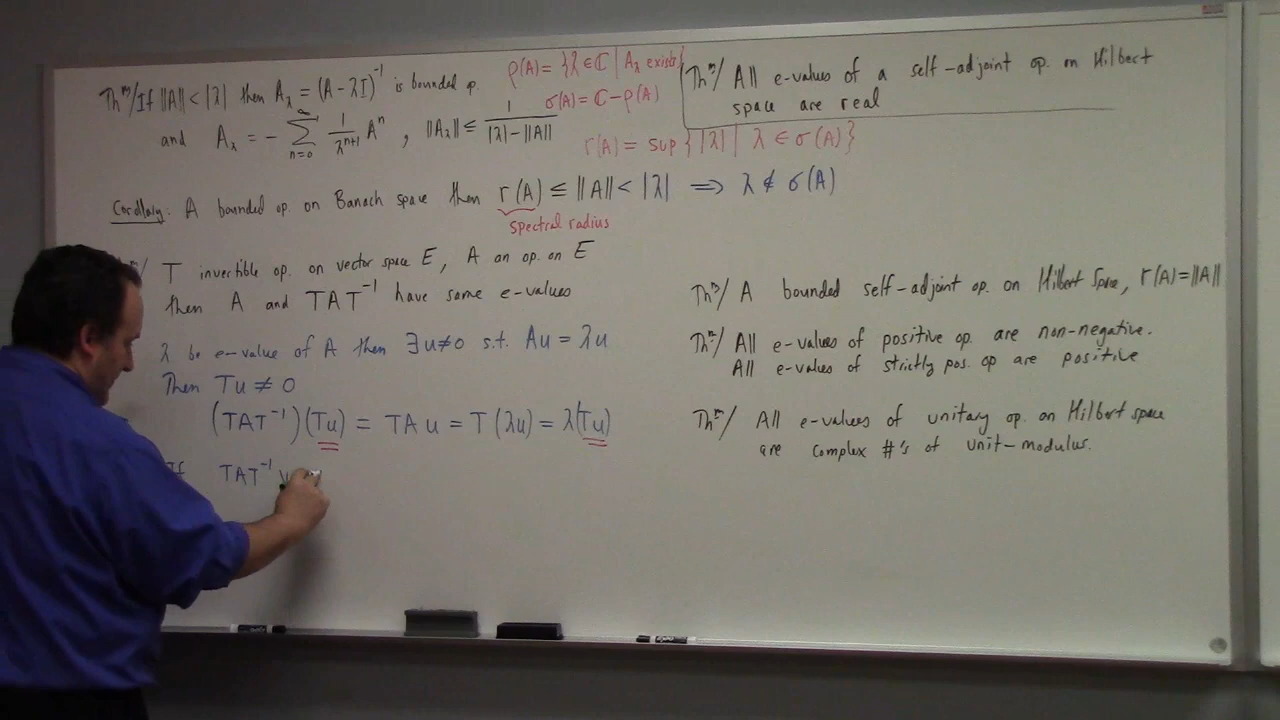 Thᵐ/ If ||A|| < |λ| then A_λ = (A - λI)⁻¹ is bounded op.
and A_λ = - ∑_{n=0}^{∞} 1/λⁿ⁺¹ Aⁿ , ||A_λ|| ≤ 1/(|λ| - ||A||)
ρ(A) = {λ ∈ ℂ | A_λ exists}
σ(A) = ℂ - ρ(A)
r(A) = sup{ |λ| | λ ∈ σ(A)}
Corollary: A bounded op. on Banach space then r(A) ≤ ||A|| < |λ| ⟹ λ ∉ σ(A)
spectral radius
T invertible op. on vector space E, A an op. on E
then A and TAT⁻¹ have same e-values
λ be e-value of A then ∃u≠0 s.t. Au = λu
Then Tu ≠ 0
(TAT⁻¹)(Tu) = TAu = T(λu) = λ(Tu)
If TAT⁻¹
Thᵐ/ All e-values of a self-adjoint op. on Hilbert
space are real
Thᵐ/ A bounded self-adjoint op. on Hilbert Space, r(A)=||A||
Thᵐ/ All e-values of positive op. are non-negative.
All e-values of strictly pos. op are positive
Thᵐ/ All e-values of unitary op. on Hilbert space
are complex #'s of unit-modulus.